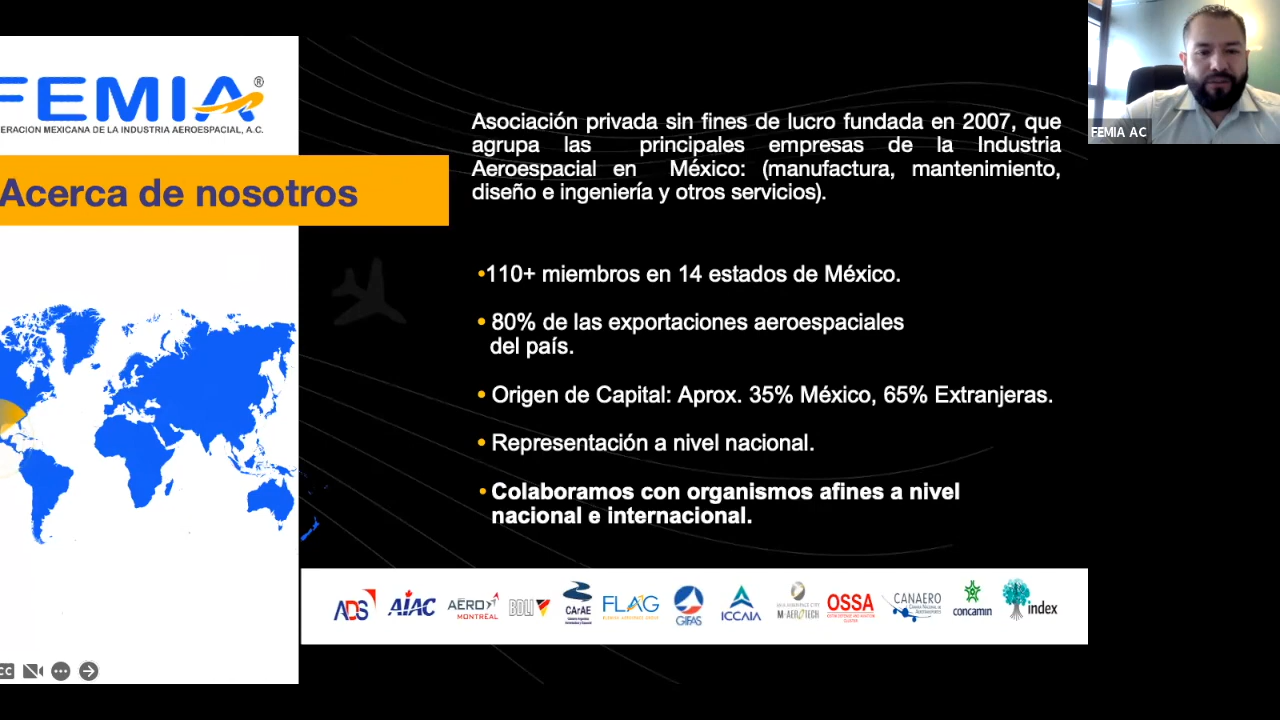 FEMIA®
ERACION MEXICANA DE LA INDUSTRIA AEROESPACIAL, A.C.
Acerca de nosotros
Asociación privada sin fines de lucro fundada en 2007, que
agrupa las principales empresas de la Industria
Aeroespacial en México: (manufactura, mantenimiento,
diseño e ingeniería y otros servicios).
•110+ miembros en 14 estados de México.
• 80% de las exportaciones aeroespaciales
del país.
• Origen de Capital: Aprox. 35% México, 65% Extranjeras.
• Representación a nivel nacional.
• Colaboramos con organismos afines a nivel
nacional e internacional.
FEMIA AC
ADS
AIAC
AÉRO
MONTRÉAL
BDLI
CArAE
FLAG
GIFAS
ICCAIA
M-AEROTECH
OSSA
CANAERO
concamin
index
CC